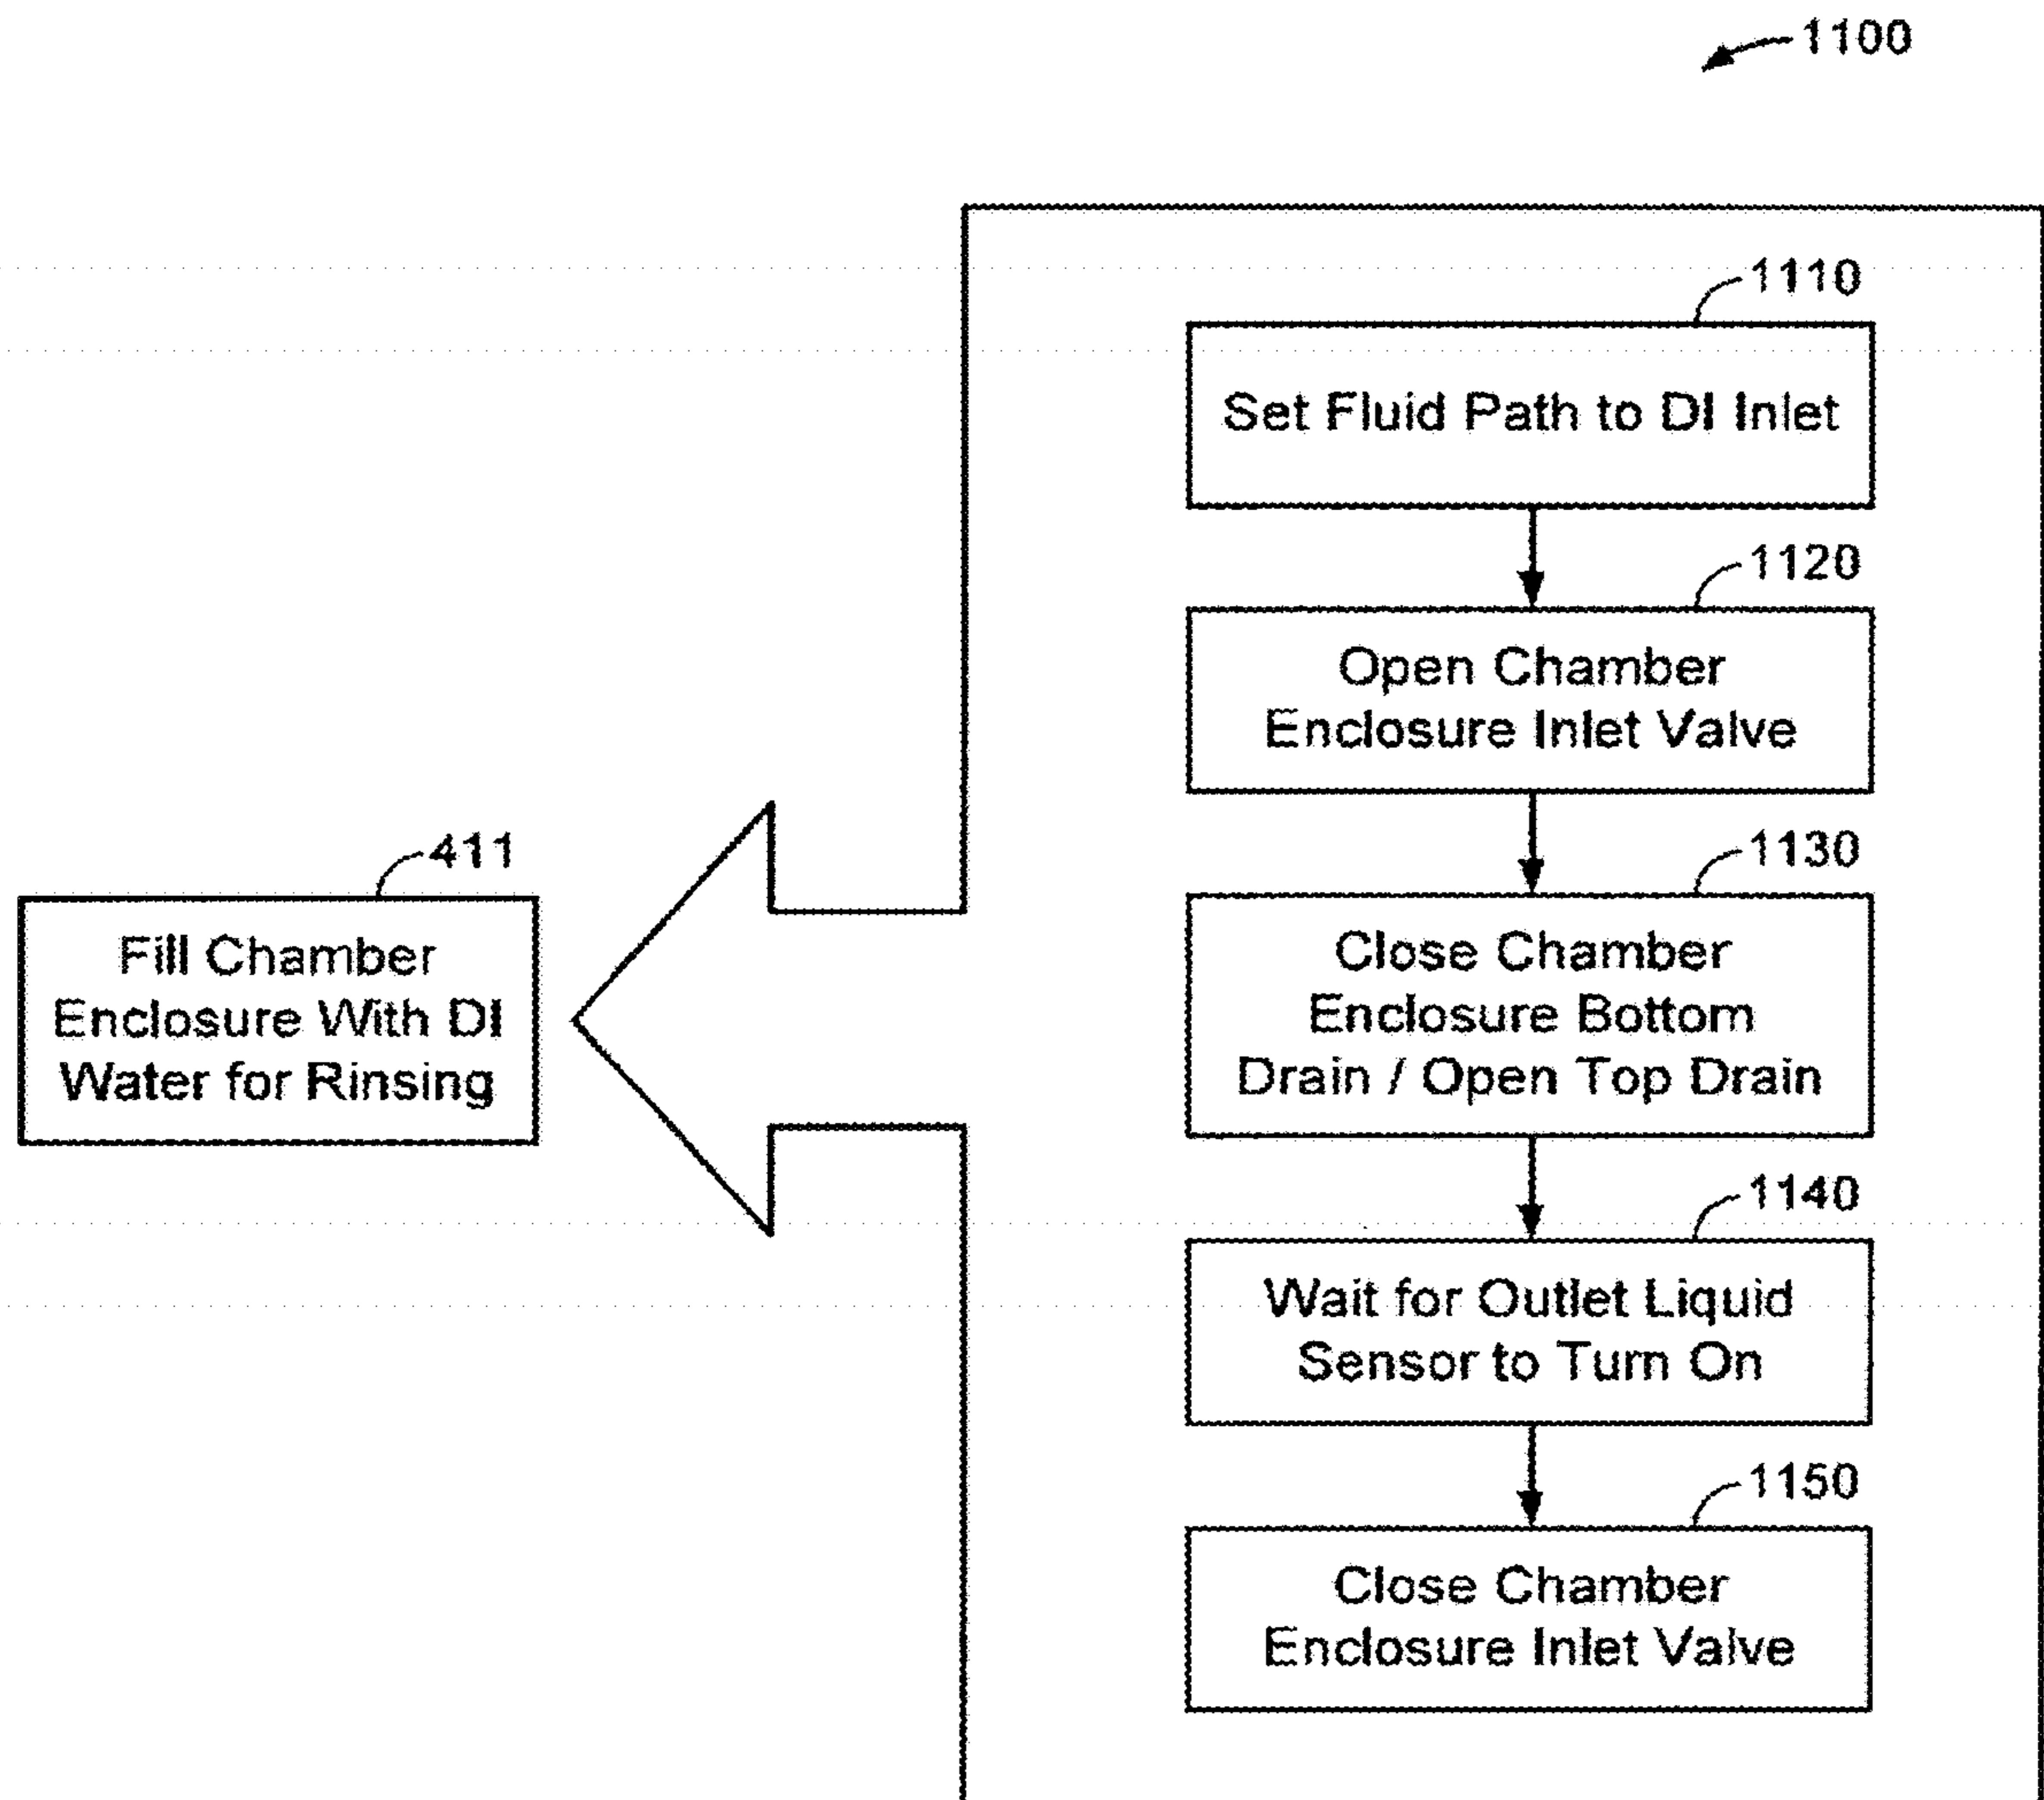 1100
1110
Set Fluid Path to DI Inlet
1120
Open Chamber
Enclosure Inlet Valve
1130
Close Chamber
Enclosure Bottom
Drain / Open Top Drain
1140
Wait for Outlet Liquid
Sensor to Turn On
1150
Close Chamber
Enclosure Inlet Valve
411
Fill Chamber
Enclosure With DI
Water for Rinsing